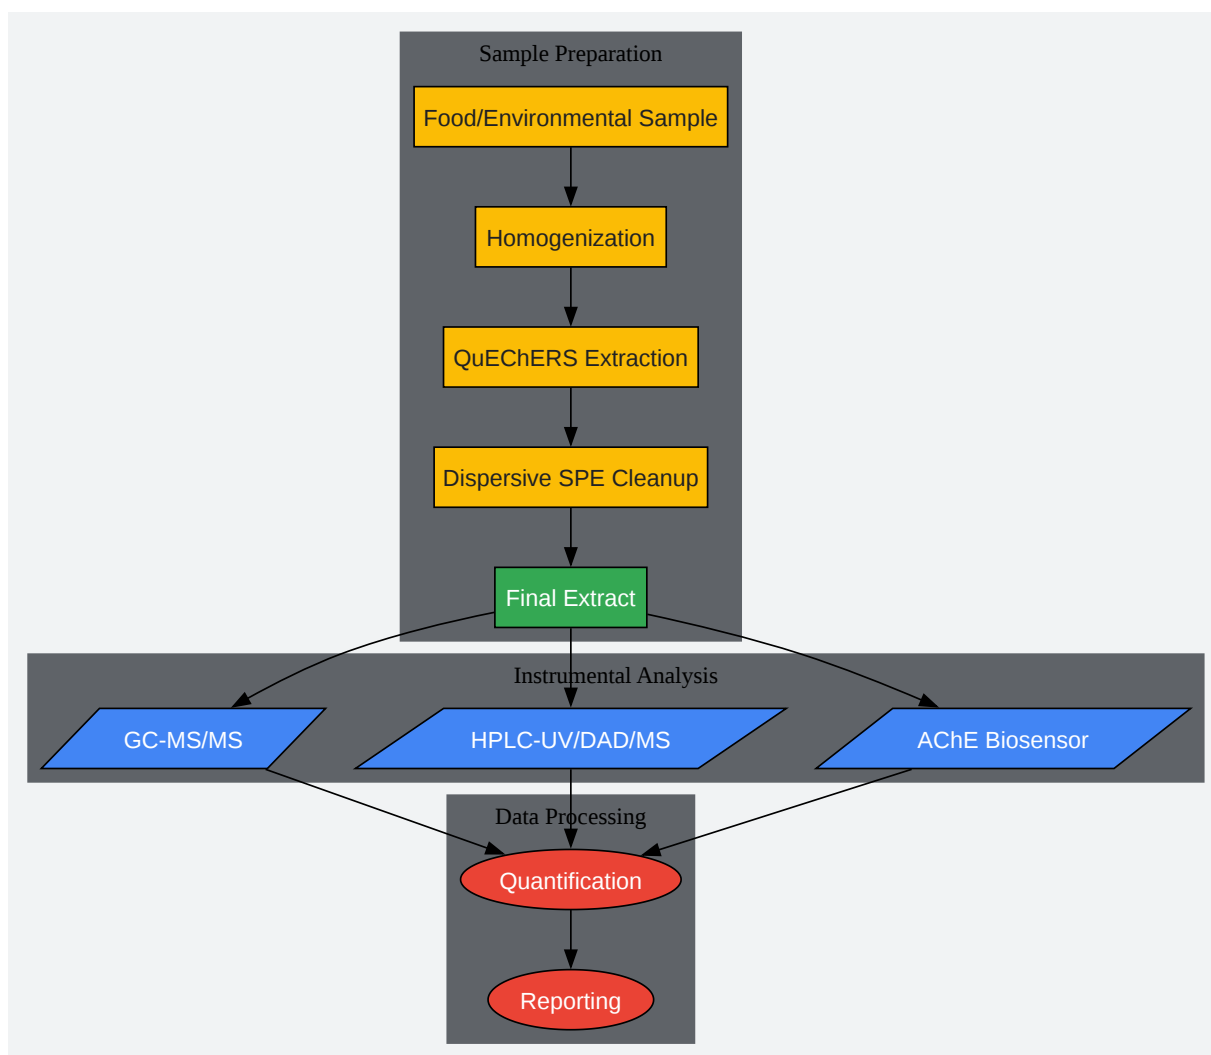 Sample Preparation
Food/Environmental Sample
Homogenization
QuEChERS Extraction
Dispersive SPE Cleanup
Final Extract
Instrumental Analysis
GC-MS/MS
HPLC-UV/DAD/MS
AChE Biosensor
Data Processing
Quantification
Reporting